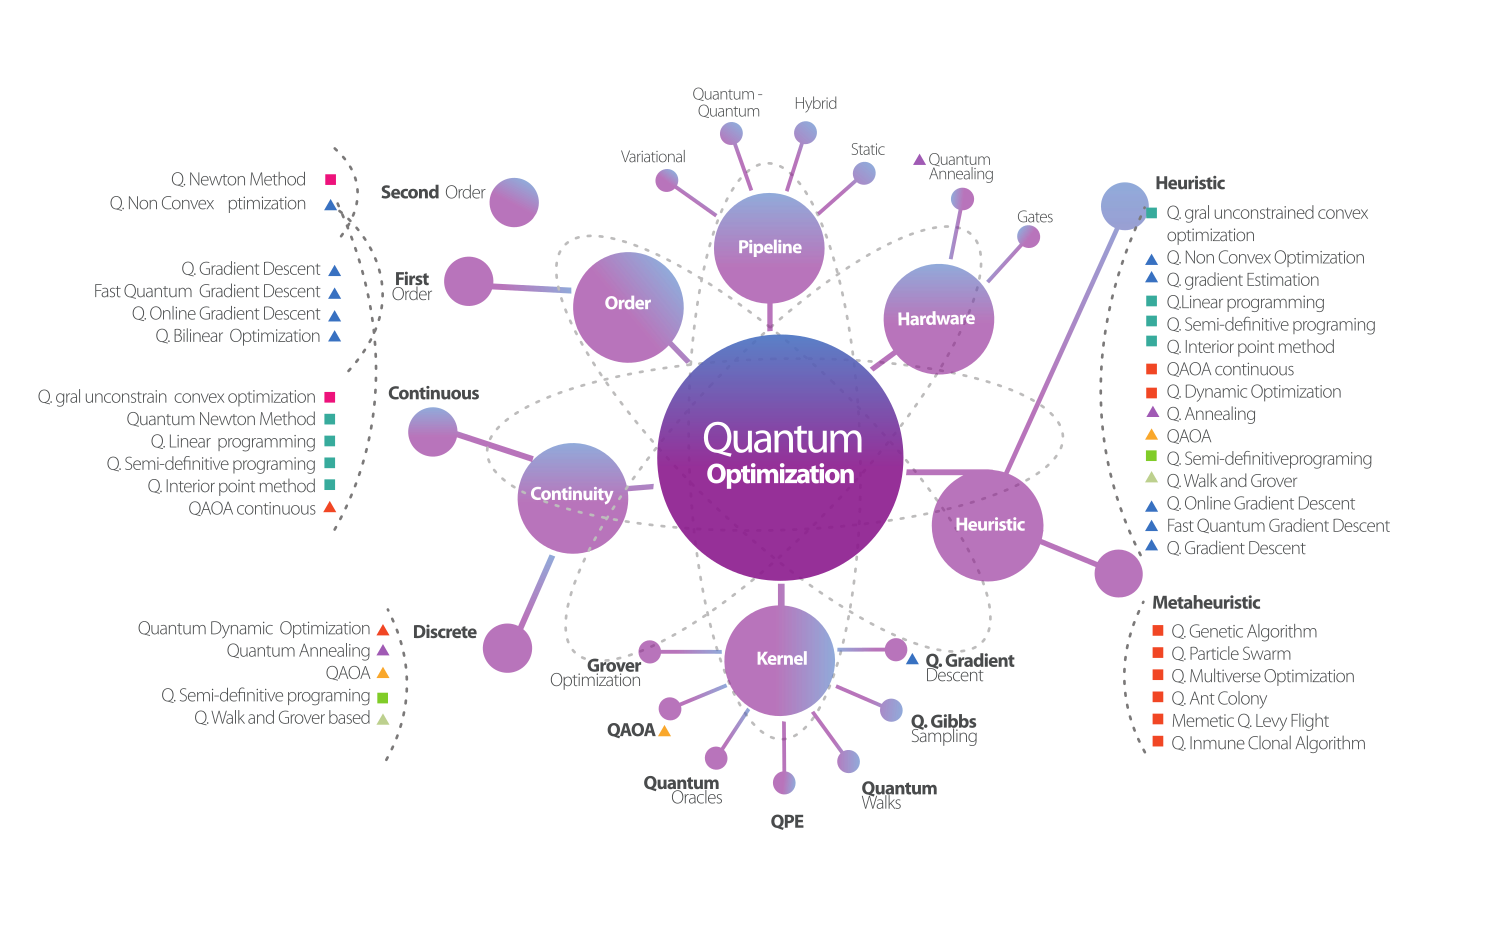 Quantum -
Quantum
Hybrid
Variational
Static
Quantum
Annealing
Gates
Pipeline
Hardware
Order
Quantum
Optimization
Continuity
Heuristic
Kernel
Second Order
Q. Newton Method
Q. Non Convex ptimization
First
Order
Q. Gradient Descent
Fast Quantum Gradient Descent
Q. Online Gradient Descent
Q. Bilinear Optimization
Continuous
Q. gral unconstrain convex optimization
Quantum Newton Method
Q. Linear programming
Q. Semi-definitive programing
Q. Interior point method
QAOA continuous
Discrete
Quantum Dynamic Optimization
Quantum Annealing
QAOA
Q. Semi-definitive programing
Q. Walk and Grover based
Grover
Optimization
QAOA
Quantum
Oracles
QPE
Quantum
Walks
Q. Gibbs
Sampling
Q. Gradient
Descent
Heuristic
Q. gral unconstrained convex
optimization
Q. Non Convex Optimization
Q. gradient Estimation
Q.Linear programming
Q. Semi-definitive programing
Q. Interior point method
QAOA continuous
Q. Dynamic Optimization
Q. Annealing
QAOA
Q. Semi-definitiveprograming
Q. Walk and Grover
Q. Online Gradient Descent
Fast Quantum Gradient Descent
Q. Gradient Descent
Metaheuristic
Q. Genetic Algorithm
Q. Particle Swarm
Q. Multiverse Optimization
Q. Ant Colony
Memetic Q. Levy Flight
Q. Inmune Clonal Algorithm